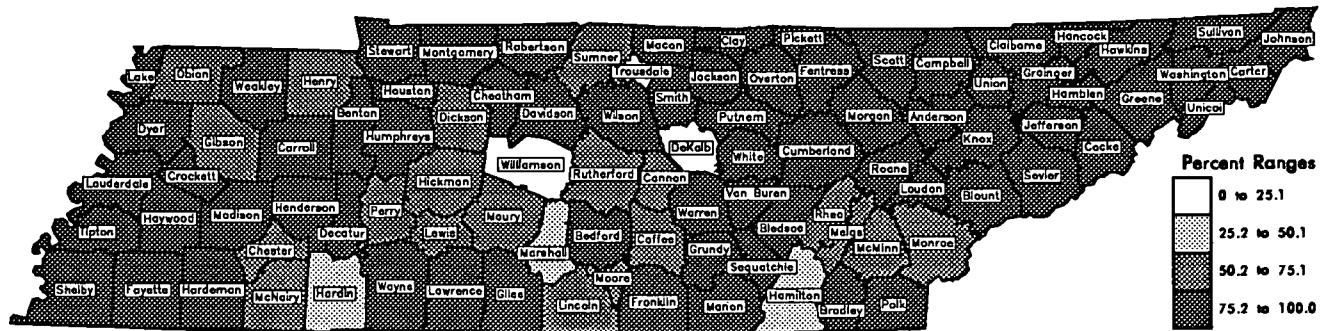 Stewart
Montgomery
Robertson
Sumner
Macon
Clay
Pickett
Claiborne
Hancock
Hawkins
Sullivan
Johnson
Lake
Obion
Weakley
Henry
Houston
Cheatham
Trousdale
Jackson
Overton
Fentress
Scott
Campbell
Union
Grainger
Washington
Carter
Benton
Dickson
Davidson
Wilson
Smith
Putnam
Morgan
Anderson
Hamblen
Greene
Unicoi
Dyer
Gibson
Carroll
Humphreys
Williamson
DeKalb
White
Cumberland
Knox
Jefferson
Cocke
Lauderdale
Crockett
Hickman
Rutherford
Cannon
Van Buren
Roane
Loudon
Blount
Sevier
Tipton
Haywood
Madison
Henderson
Perry
Maury
Warren
Rhea
Decatur
Lewis
Bedford
Coffee
Bledsoe
Meigs
McMinn
Monroe
Chester
Marshall
Grundy
Sequatchie
Shelby
Fayette
Hardeman
McNairy
Hardin
Wayne
Lawrence
Giles
Moore
Lincoln
Franklin
Marion
Hamilton
Bradley
Polk
Percent Ranges
0 to 25.1
25.2 to 50.1
50.2 to 75.1
75.2 to 100.0